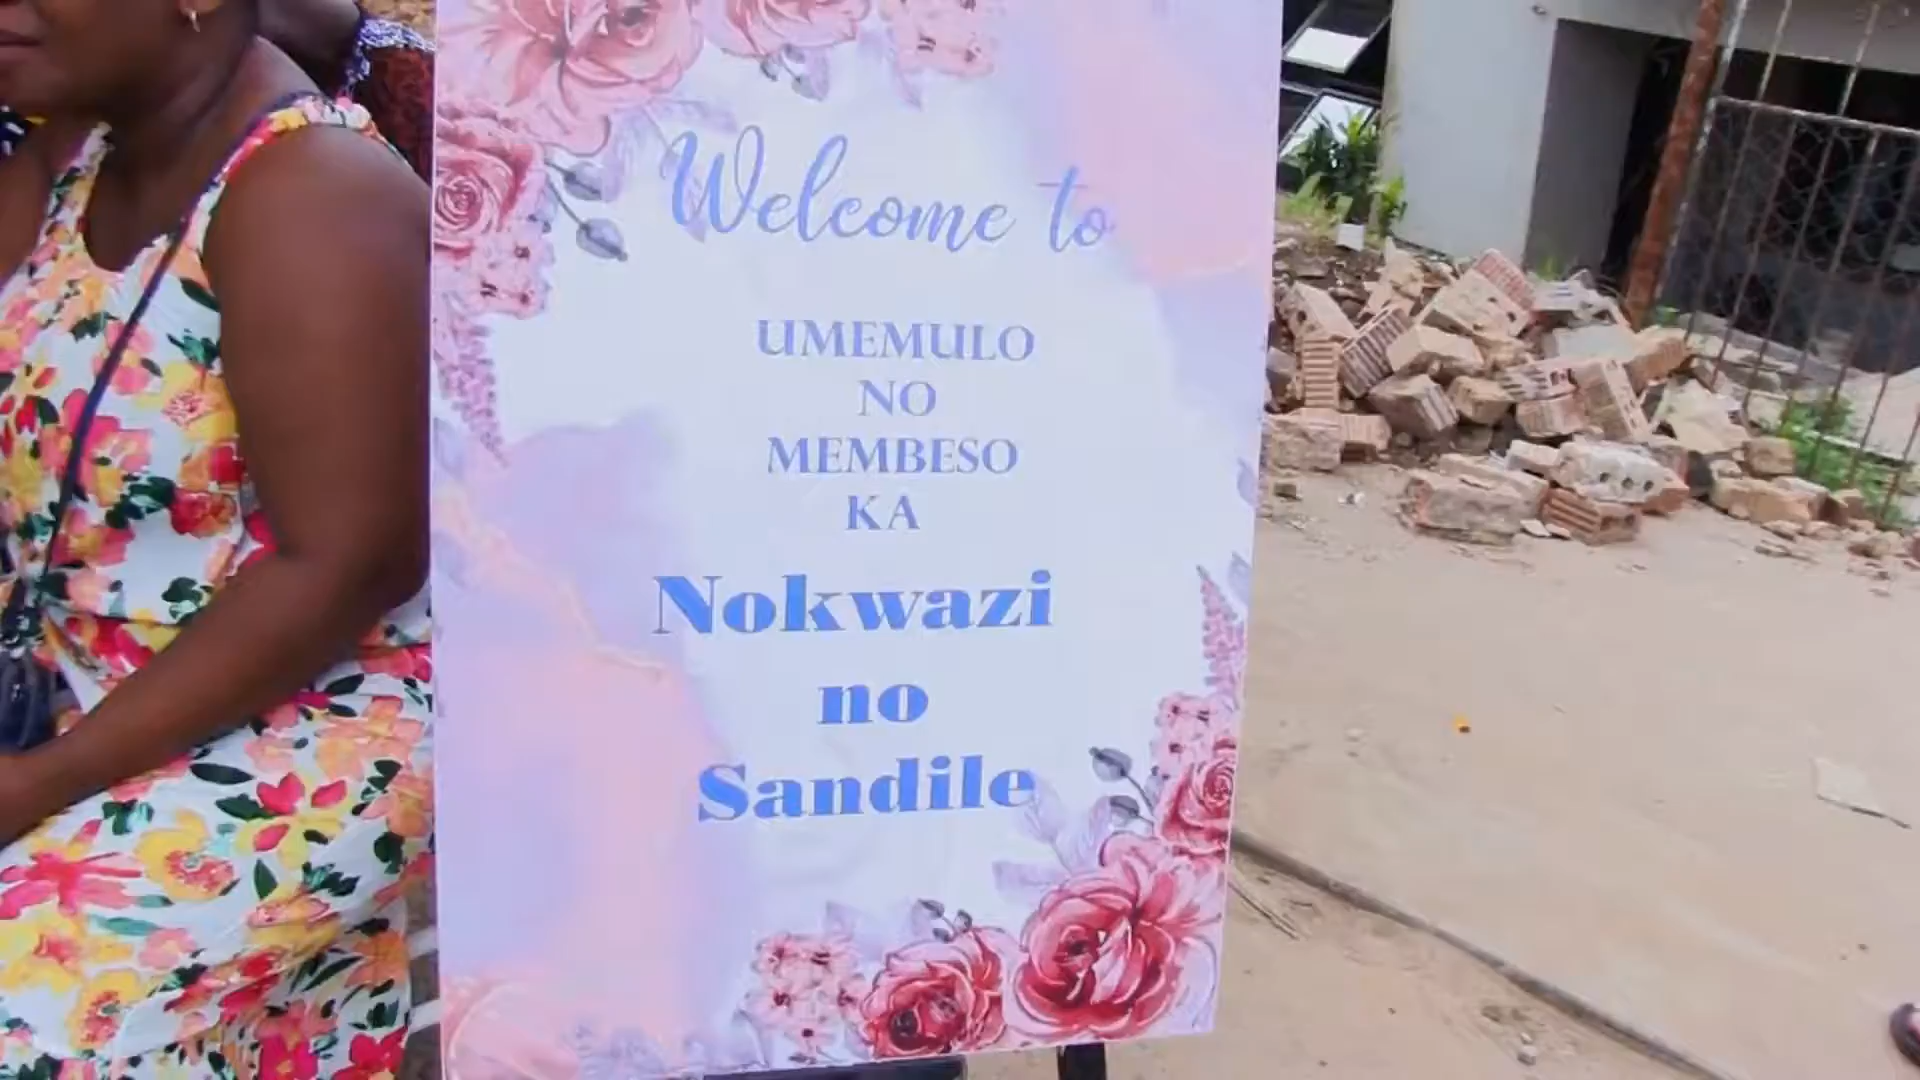 Welcome to
UMEMULO
NO
MEMBESO
KA
Nokwazi
no
Sandile